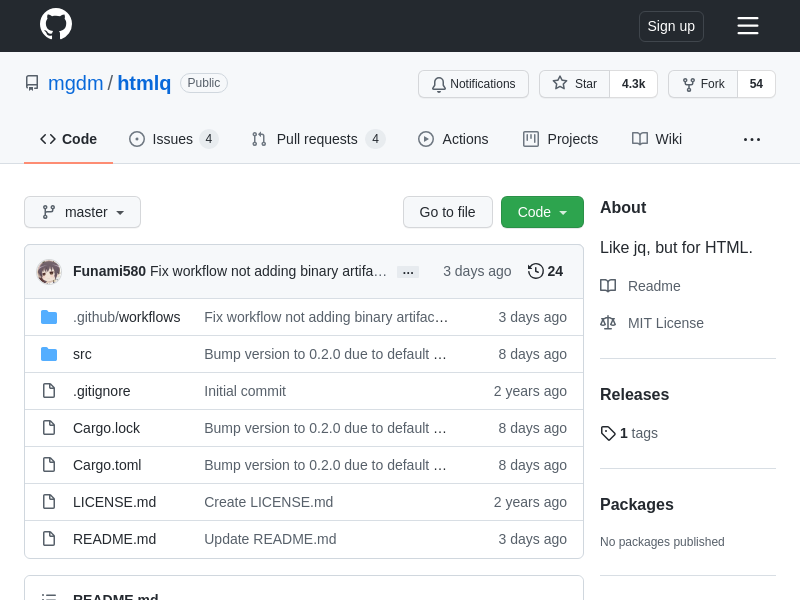 Sign up
mgdm / htmlq Public
Notifications Star 4.3k Fork 54
Code Issues 4 Pull requests 4 Actions Projects Wiki ...
master Go to file Code
Funami580 Fix workflow not adding binary artifa… … 3 days ago 24
.github/workflows Fix workflow not adding binary artifac… 3 days ago
src Bump version to 0.2.0 due to default … 8 days ago
.gitignore Initial commit 2 years ago
Cargo.lock Bump version to 0.2.0 due to default … 8 days ago
Cargo.toml Bump version to 0.2.0 due to default … 8 days ago
LICENSE.md Create LICENSE.md 2 years ago
README.md Update README.md 3 days ago
README.md
About
Like jq, but for HTML.
Readme
MIT License
Releases
1 tags
Packages
No packages published